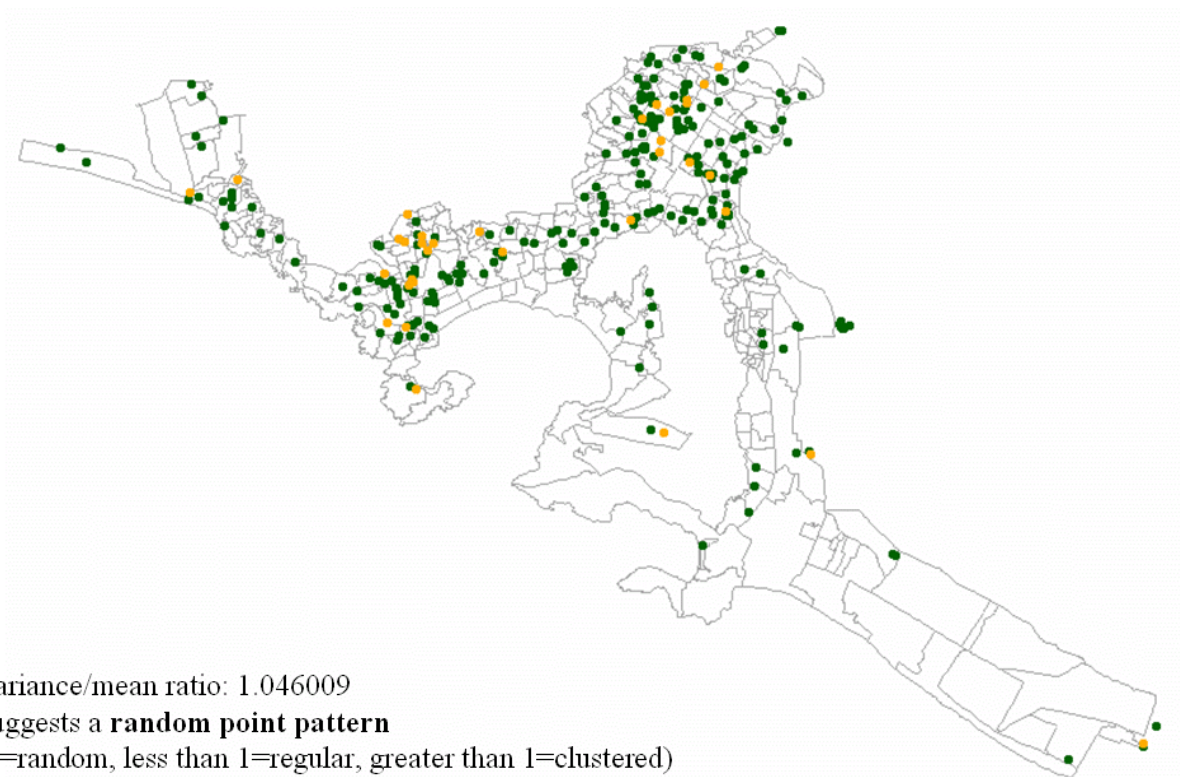 ariance/mean ratio: 1.046009
uggests a random point pattern
=random, less than 1=regular, greater than 1=clustered)